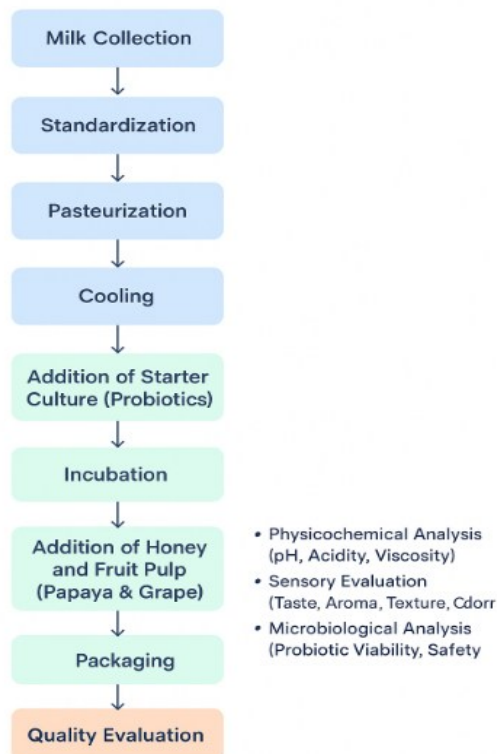 Milk Collection
Standardization
Pasteurization
Cooling
Addition of Starter
Culture (Probiotics)
Incubation
Addition of Honey
and Fruit Pulp
(Papaya & Grape)
Packaging
Quality Evaluation
• Physicochemical Analysis
(pH, Acidity, Viscosity)
• Sensory Evaluation
(Taste, Aroma, Texture, Cdorr
• Microbiological Analysis
(Probiotic Viability, Safety